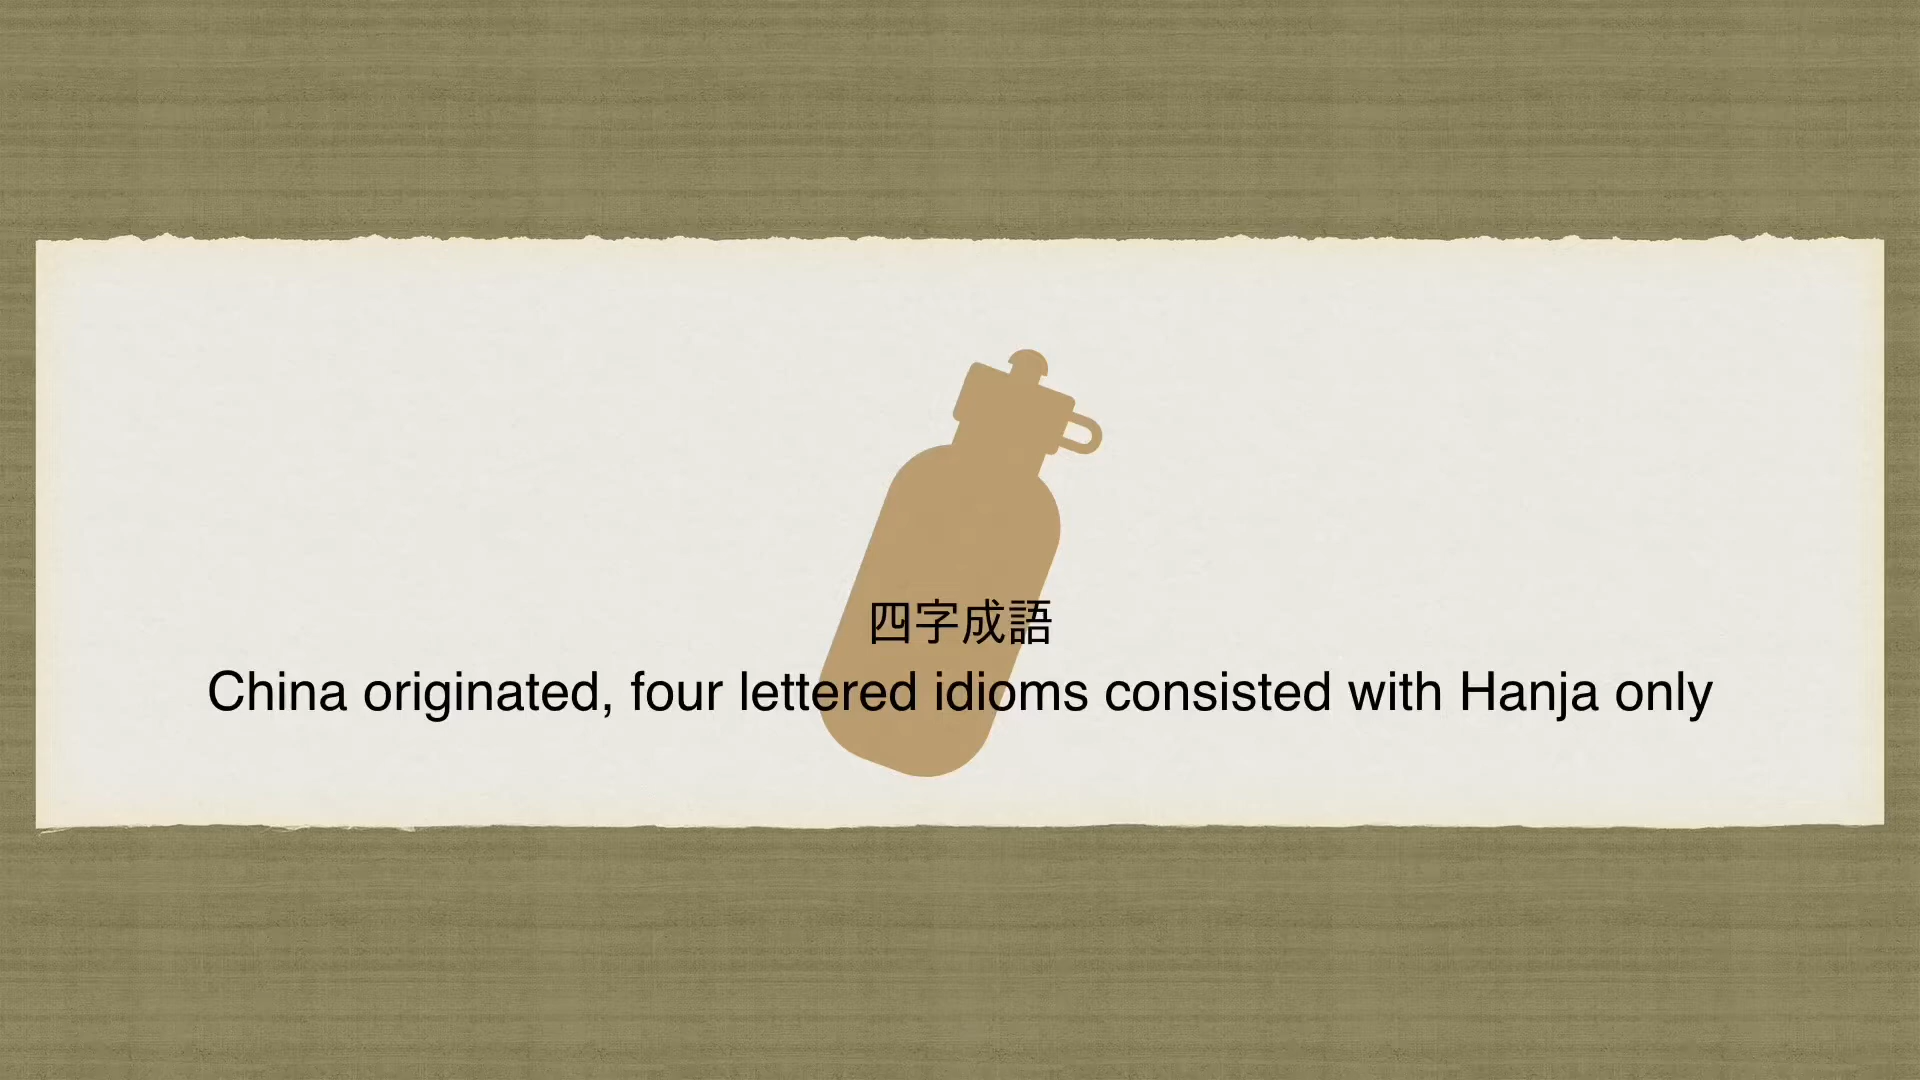 四字成語
China originated, four lettered idioms consisted with Hanja only